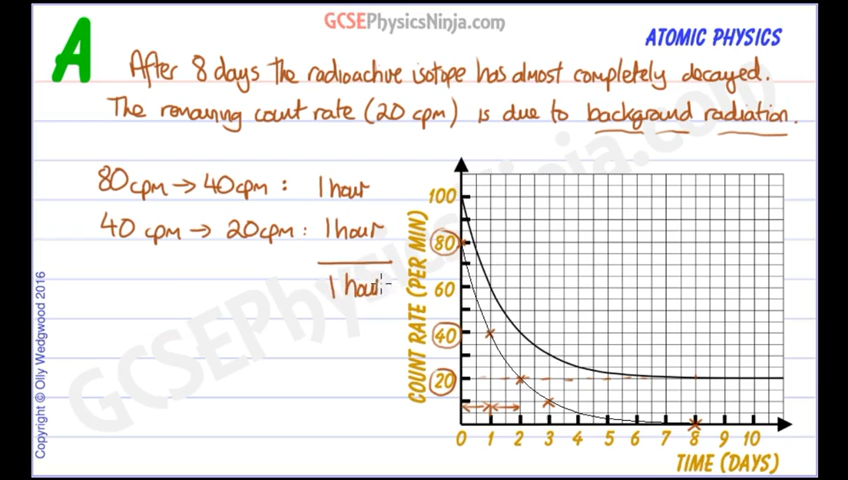 GCSEPhysicsNinja.com
A
ATOMIC PHYSICS
After 8 days the radioachive isotope has almost completely decayed.
The remaining count rate (20 cpm) is due to background radiation.
80cpm → 40cpm : 1 hour
40 cpm → 20cpm : 1 hour
1 hour
COUNT RATE (PER MIN)
100
80
60
40
20
0 1 2 3 4 5 6 7 8 9 10
TIME (DAYS)
GCSEPhysicsNinja.com
Copyright © Olly Wedgwood 2016